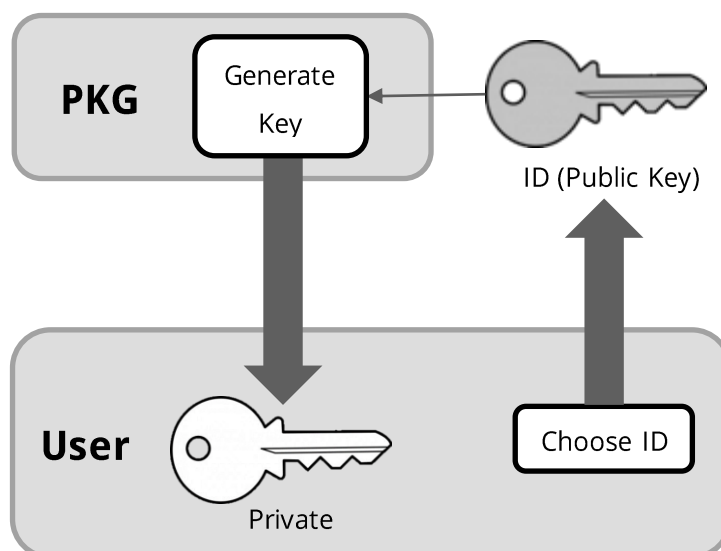 PKG
Generate
Key
ID (Public Key)
User
Choose ID
Private